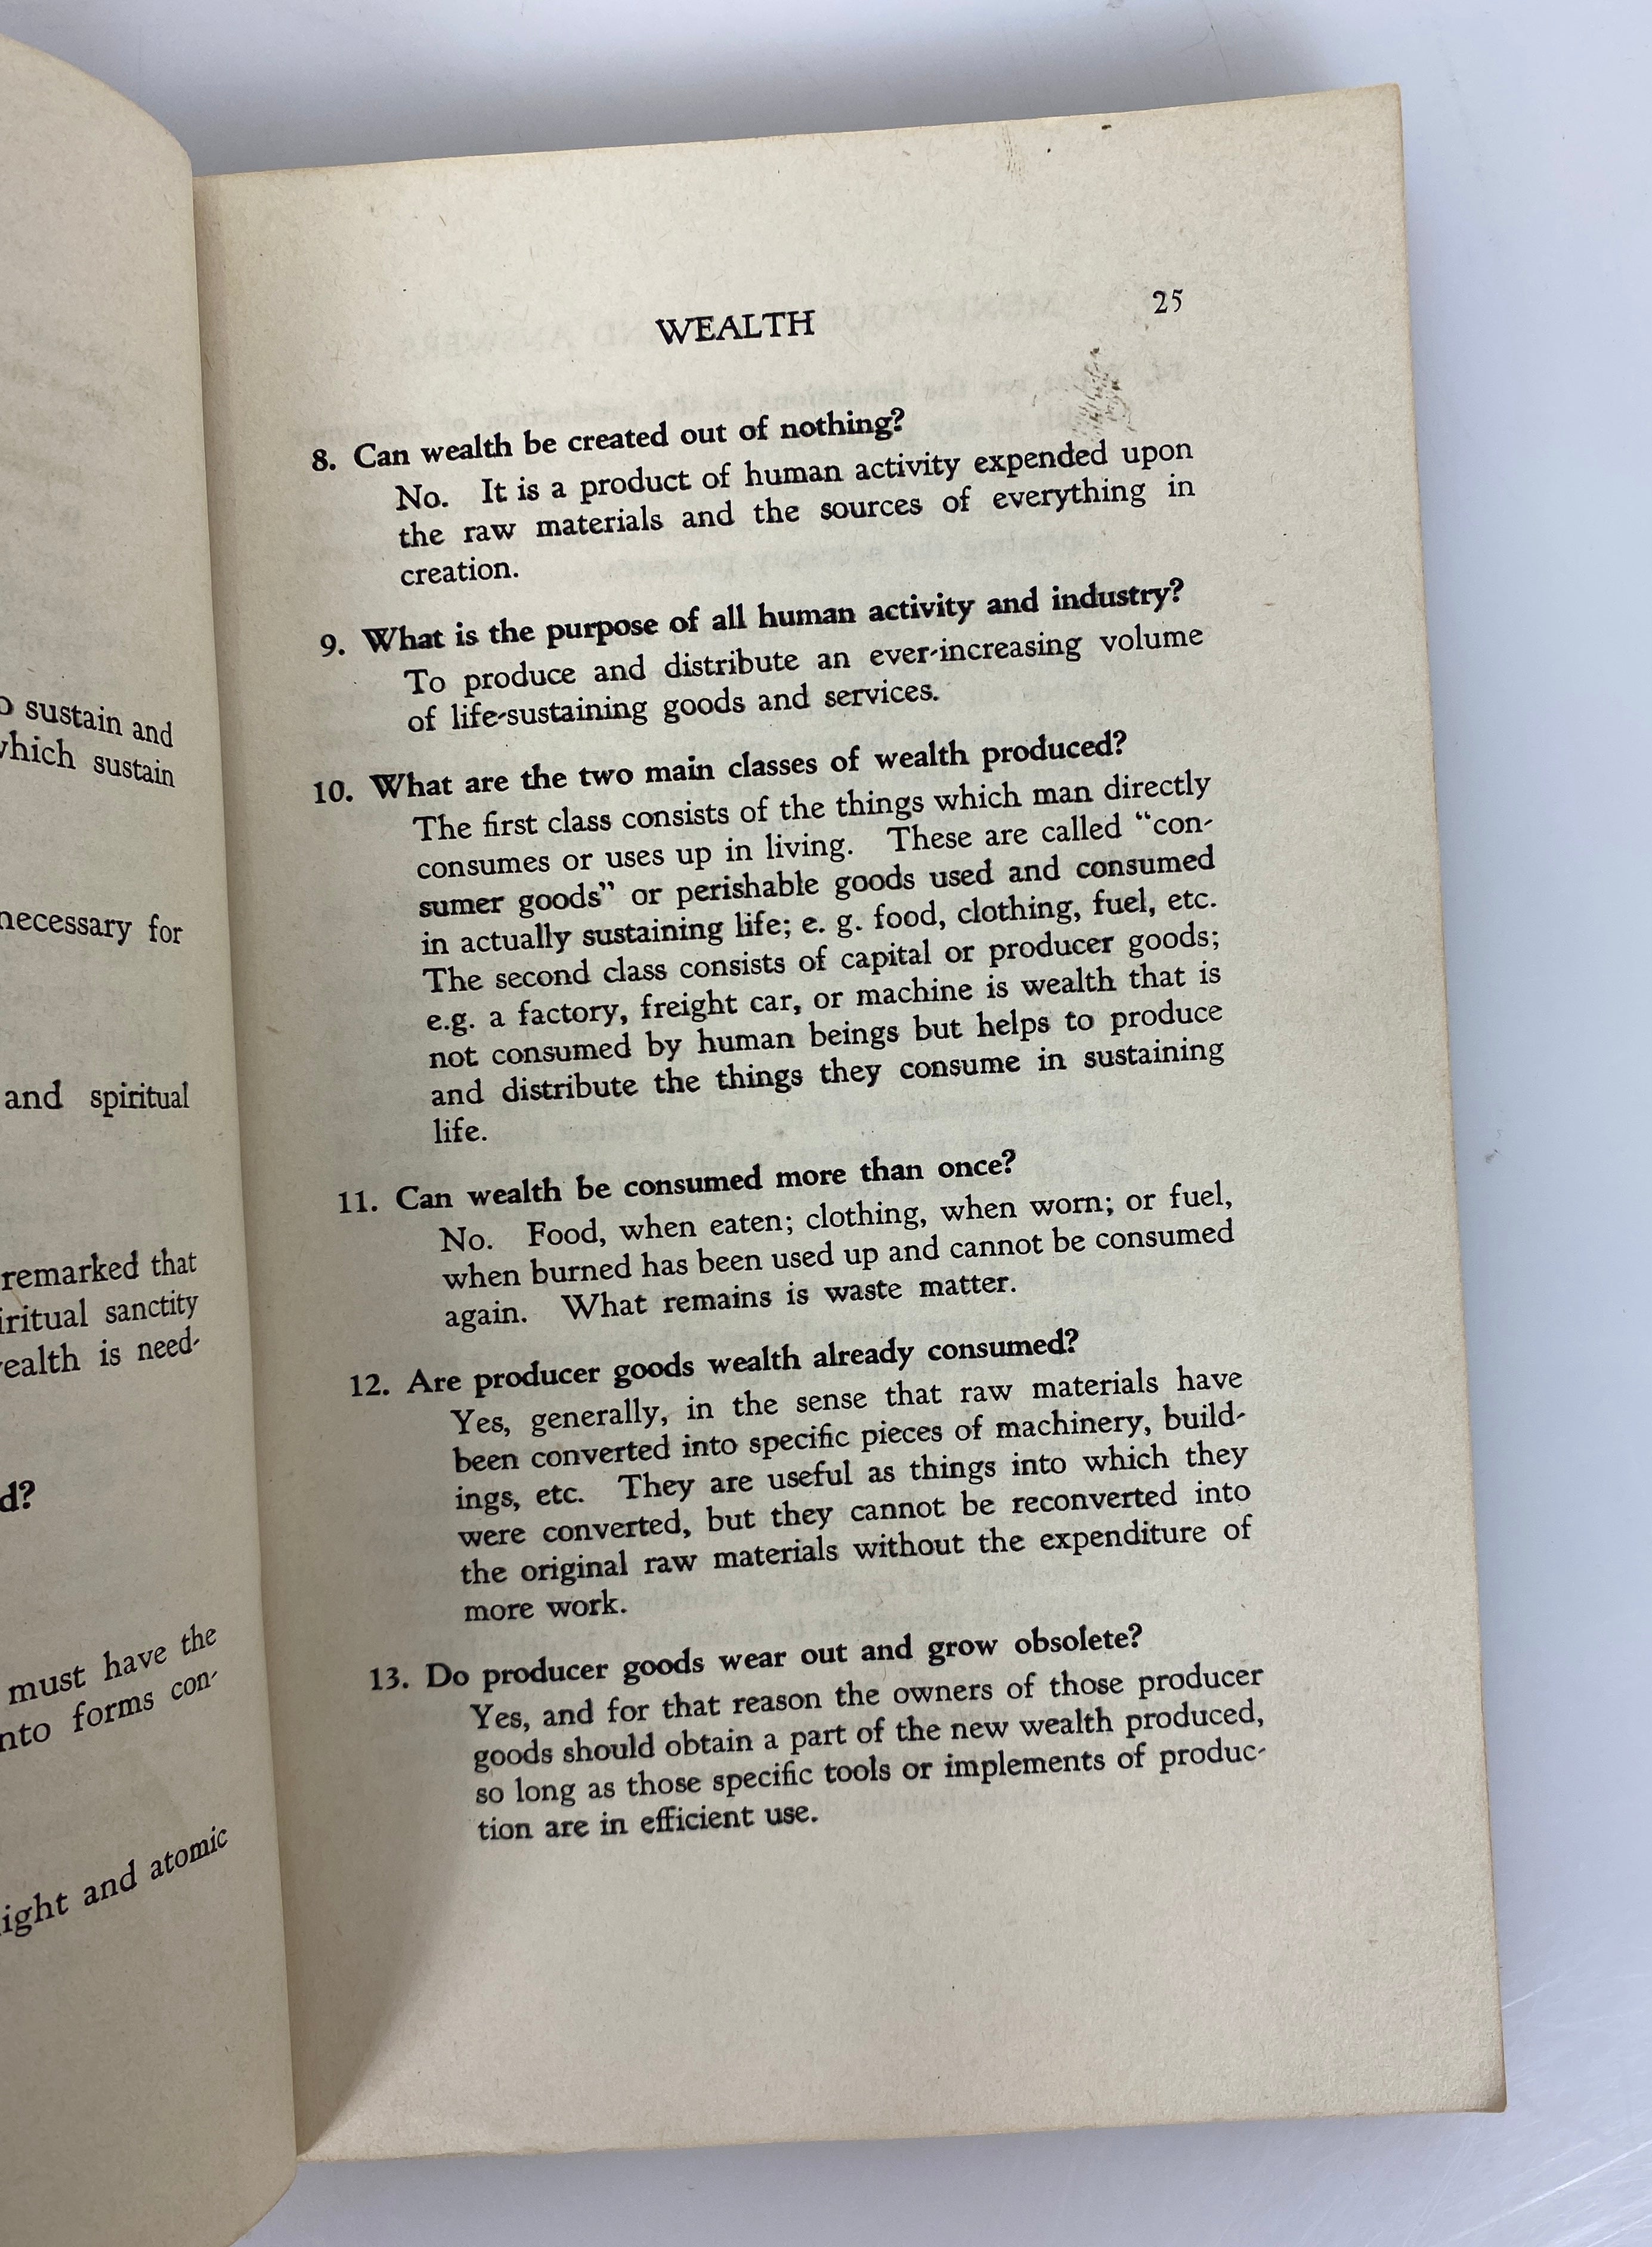 o sustain and
which sustain
necessary for
and spiritual
remarked that
iritual sanctity
wealth is need-
d?
must have the
into forms con-
ight and atomic
WEALTH 25
8. Can wealth be created out of nothing?
No. It is a product of human activity expended upon
the raw materials and the sources of everything in
creation.
9. What is the purpose of all human activity and industry?
To produce and distribute an ever-increasing volume
of life-sustaining goods and services.
10. What are the two main classes of wealth produced?
The first class consists of the things which man directly
consumes or uses up in living. These are called "con-
sumer goods" or perishable goods used and consumed
in actually sustaining life; e. g. food, clothing, fuel, etc.
The second class consists of capital or producer goods;
e.g. a factory, freight car, or machine is wealth that is
not consumed by human beings but helps to produce
and distribute the things they consume in sustaining
life.
11. Can wealth be consumed more than once?
No. Food, when eaten; clothing, when worn; or fuel,
when burned has been used up and cannot be consumed
again. What remains is waste matter.
12. Are producer goods wealth already consumed?
Yes, generally, in the sense that raw materials have
been converted into specific pieces of machinery, build-
ings, etc. They are useful as things into which they
were converted, but they cannot be reconverted into
the original raw materials without the expenditure of
more work.
13. Do producer goods wear out and grow obsolete?
Yes, and for that reason the owners of those producer
goods should obtain a part of the new wealth produced,
so long as those specific tools or implements of produc-
tion are in efficient use.